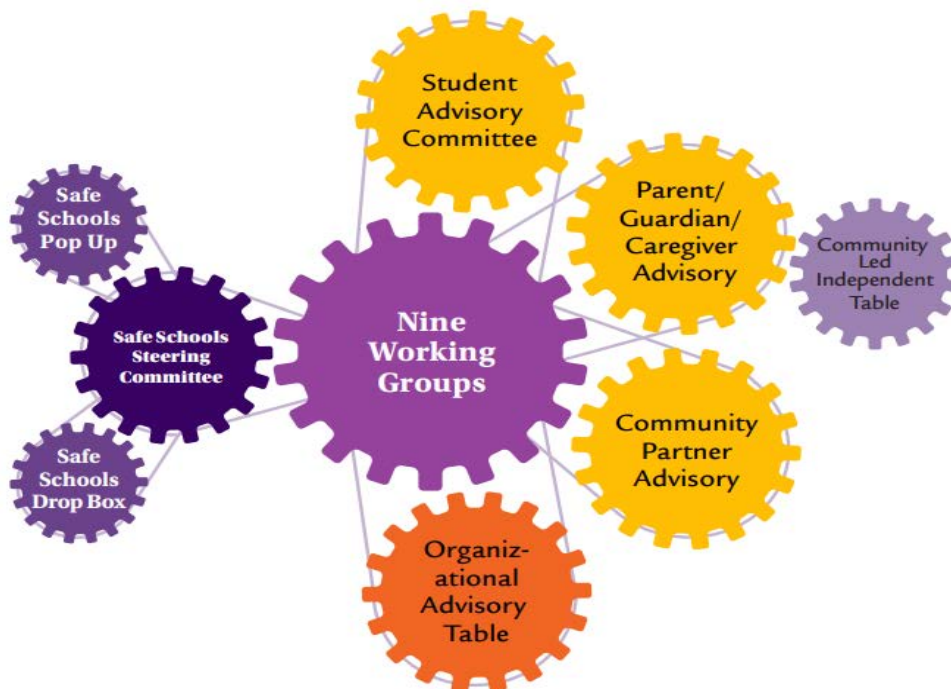 Student
Advisory
Committee
Safe
Schools
Pop Up
Parent/
Guardian/
Caregiver
Advisory
Community
Led
Independent
Table
Safe Schools
Steering
Committee
Nine
Working
Groups
Community
Partner
Advisory
Safe
Schools
Drop Box
Organiz-
ational
Advisory
Table